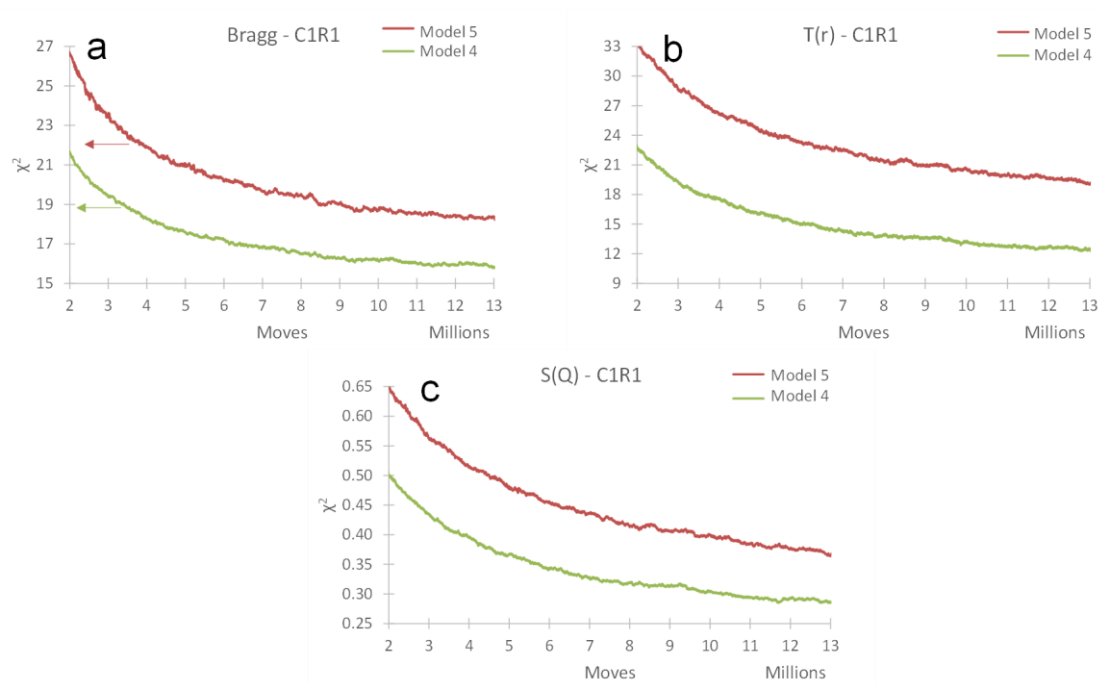 a
Bragg - C1R1
Model 5
Model 4
27
25
23
21
19
17
15
χ²
2 3 4 5 6 7 8 9 10 11 12 13
Moves
Millions
b
T(r) - C1R1
Model 5
Model 4
33
30
27
24
21
18
15
12
9
χ²
2 3 4 5 6 7 8 9 10 11 12 13
Moves
Millions
c
S(Q) - C1R1
Model 5
Model 4
0.65
0.60
0.55
0.50
0.45
0.40
0.35
0.30
0.25
χ²
2 3 4 5 6 7 8 9 10 11 12 13
Moves
Millions